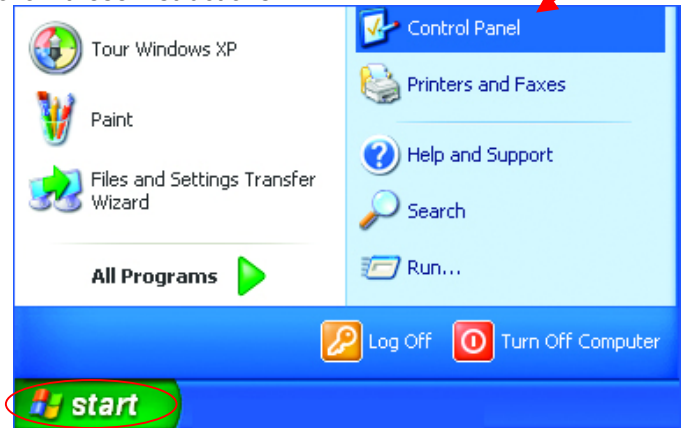 Tour Windows XP
Paint
Files and Settings Transfer
Wizard
All Programs
Control Panel
Printers and Faxes
Help and Support
Search
Run...
Log Off
Turn Off Computer
start